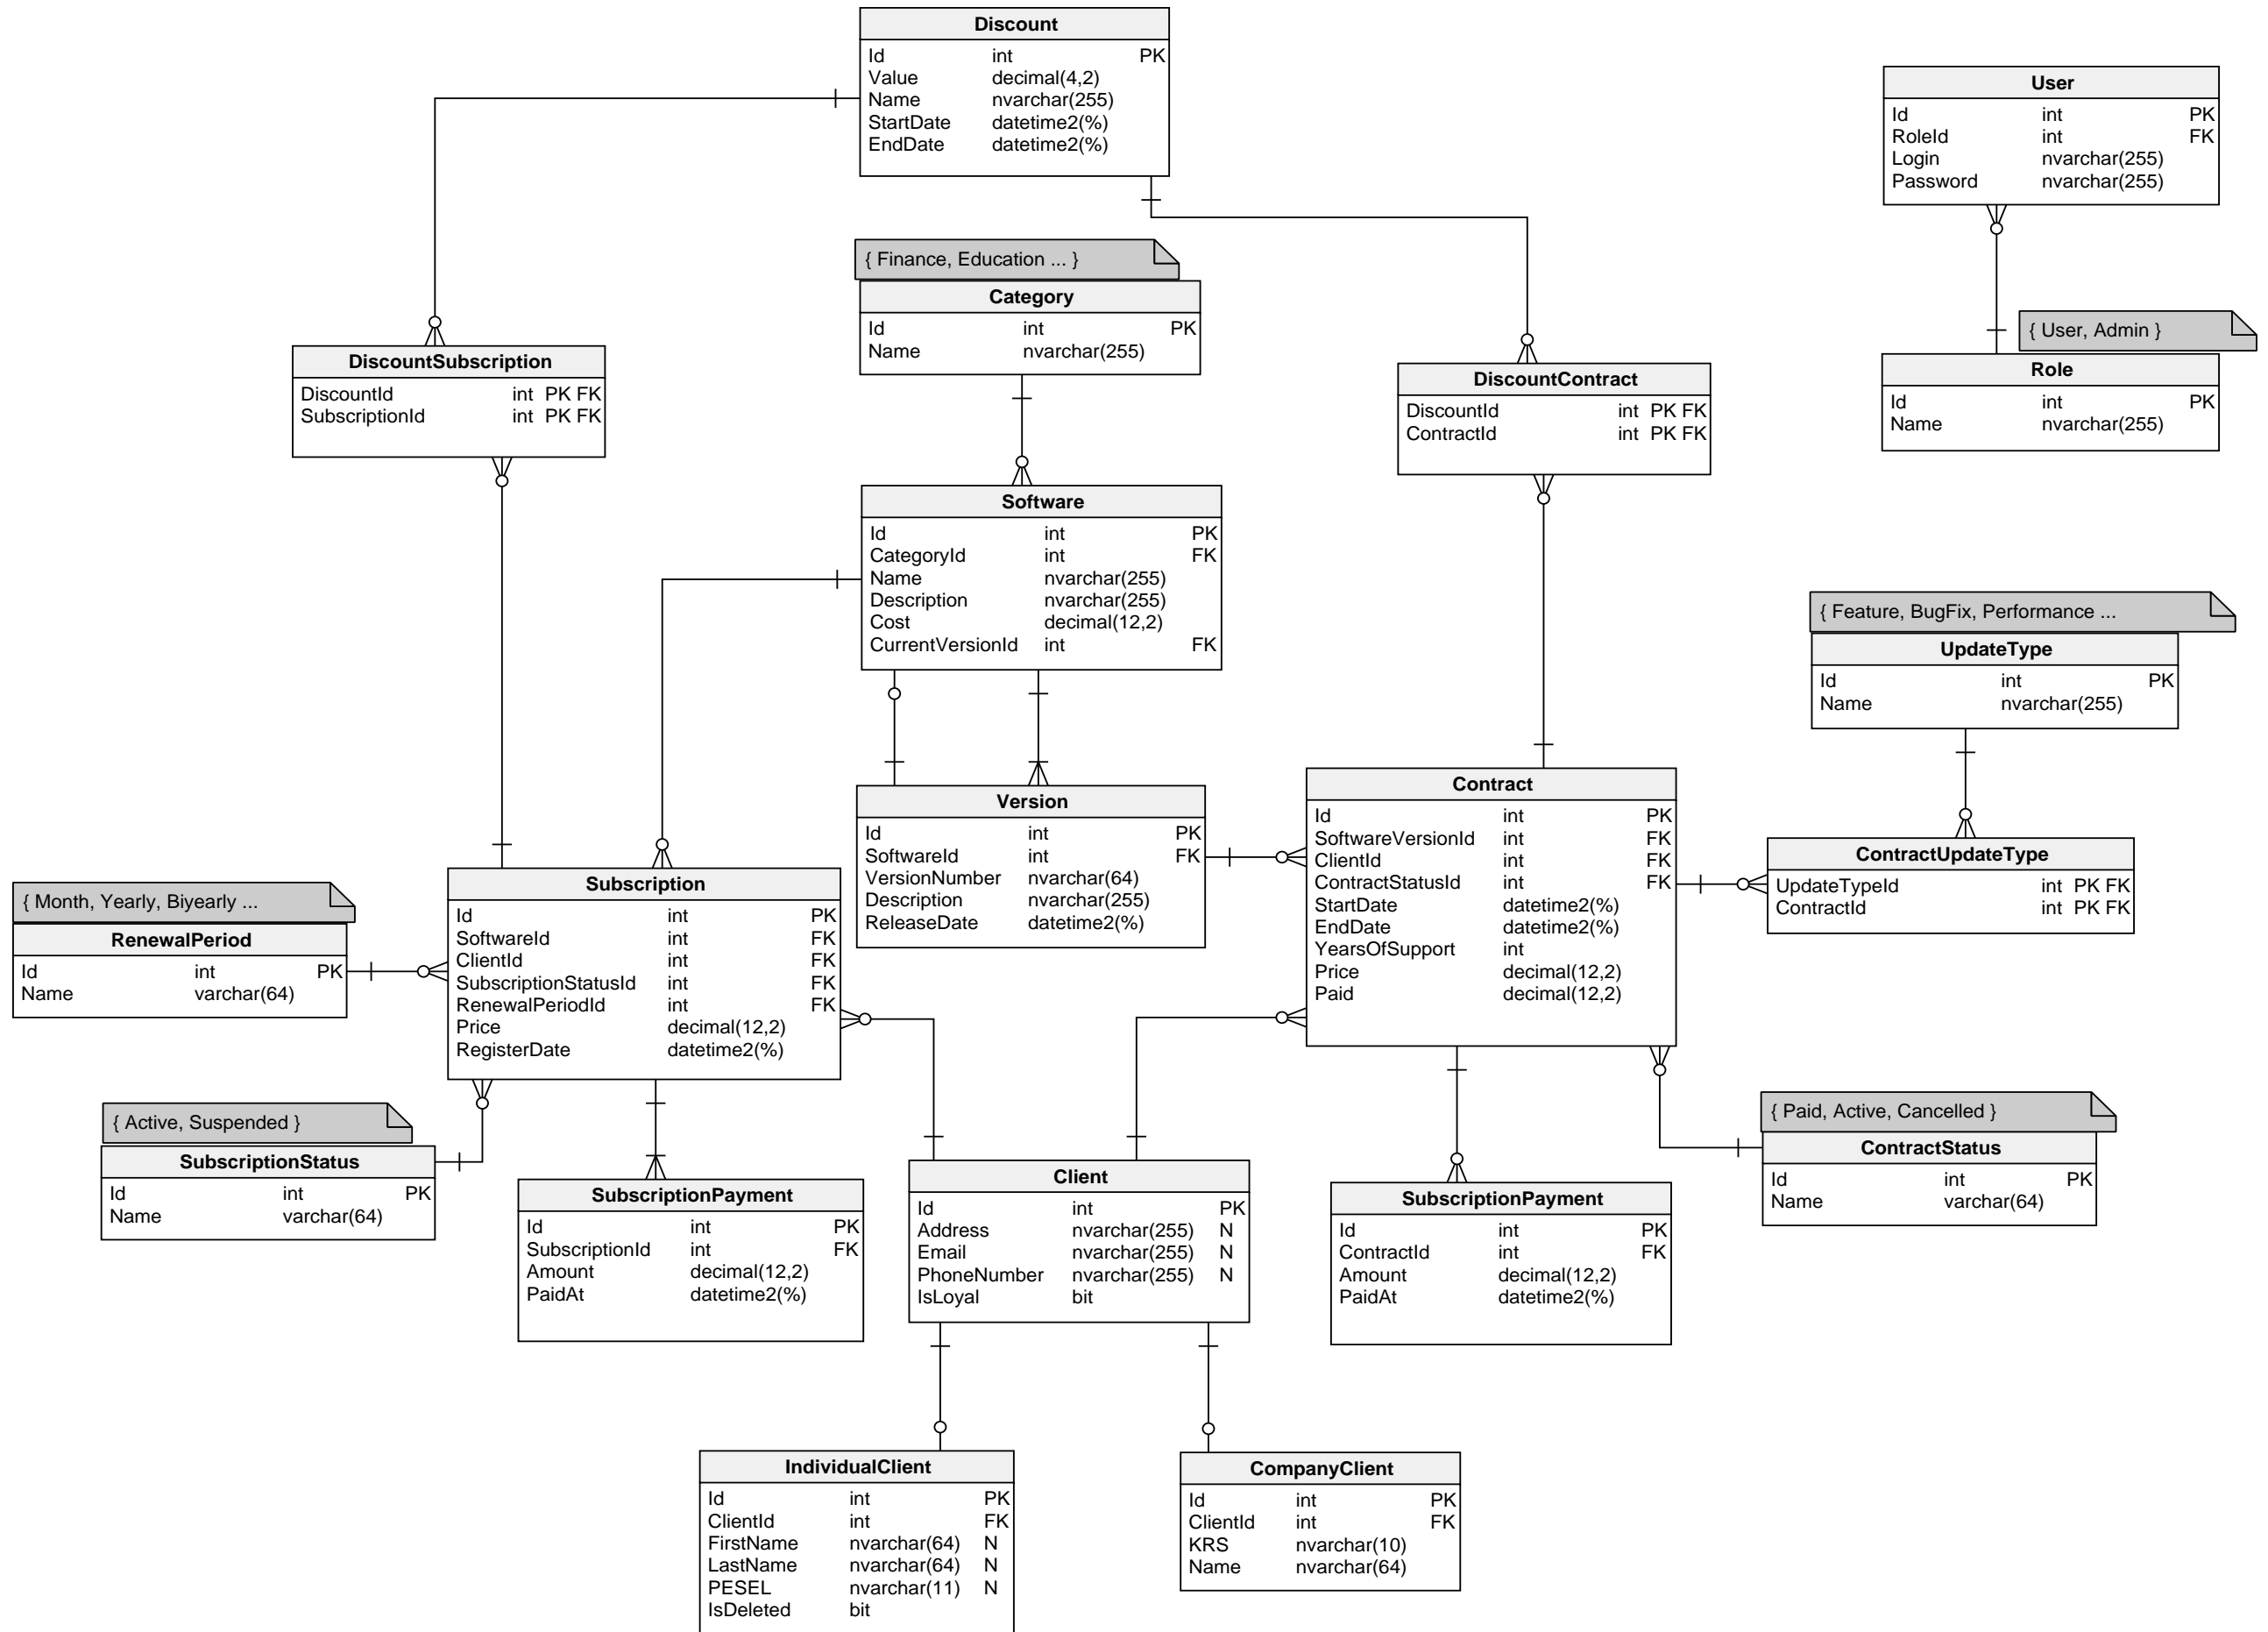 Discount
Id int PK
Value decimal(4,2)
Name nvarchar(255)
StartDate datetime2(%)
EndDate datetime2(%)
User
Id int PK
RoleId int FK
Login nvarchar(255)
Password nvarchar(255)
{ Finance, Education ... }
Category
Id int PK
Name nvarchar(255)
{ User, Admin }
Role
Id int PK
Name nvarchar(255)
DiscountSubscription
DiscountId int PK FK
SubscriptionId int PK FK
DiscountContract
DiscountId int PK FK
ContractId int PK FK
Software
Id int PK
CategoryId int FK
Name nvarchar(255)
Description nvarchar(255)
Cost decimal(12,2)
CurrentVersionId int FK
{ Feature, BugFix, Performance ...
UpdateType
Id int PK
Name nvarchar(255)
Version
Id int PK
SoftwareId int FK
VersionNumber nvarchar(64)
Description nvarchar(255)
ReleaseDate datetime2(%)
Contract
Id int PK
SoftwareVersionId int FK
ClientId int FK
ContractStatusId int FK
StartDate datetime2(%)
EndDate datetime2(%)
YearsOfSupport int
Price decimal(12,2)
Paid decimal(12,2)
ContractUpdateType
UpdateTypeId int PK FK
ContractId int PK FK
{ Month, Yearly, Biyearly ...
RenewalPeriod
Id int PK
Name varchar(64)
Subscription
Id int PK
SoftwareId int FK
ClientId int FK
SubscriptionStatusId int FK
RenewalPeriodId int FK
Price decimal(12,2)
RegisterDate datetime2(%)
{ Active, Suspended }
SubscriptionStatus
Id int PK
Name varchar(64)
SubscriptionPayment
Id int PK
SubscriptionId int FK
Amount decimal(12,2)
PaidAt datetime2(%)
Client
Id int PK
Address nvarchar(255) N
Email nvarchar(255) N
PhoneNumber nvarchar(255) N
IsLoyal bit
SubscriptionPayment
Id int PK
ContractId int FK
Amount decimal(12,2)
PaidAt datetime2(%)
{ Paid, Active, Cancelled }
ContractStatus
Id int PK
Name varchar(64)
IndividualClient
Id int PK
ClientId int FK
FirstName nvarchar(64) N
LastName nvarchar(64) N
PESEL nvarchar(11) N
IsDeleted bit
CompanyClient
Id int PK
ClientId int FK
KRS nvarchar(10)
Name nvarchar(64)